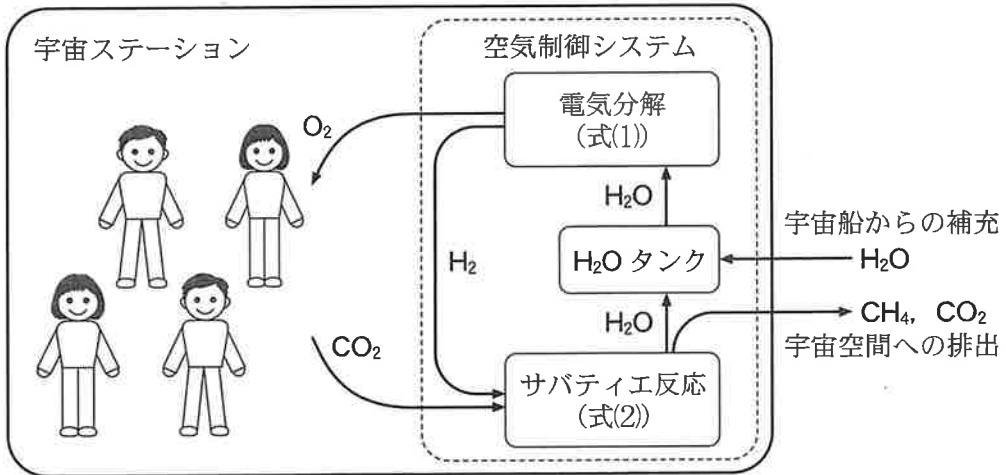 宇宙ステーション
空気制御システム
電気分解
(式(1))
O₂
H₂O
宇宙船からの補充
H₂
H₂O タンク
H₂O
H₂O
CH₄, CO₂
宇宙空間への排出
CO₂
サバティエ反応
(式(2))